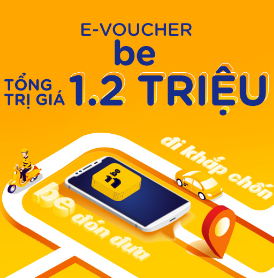 E-VOUCHER
be
TỔNG
TRỊ GIÁ
1.2 TRIỆU
đi khắp chốn
be đón đưa